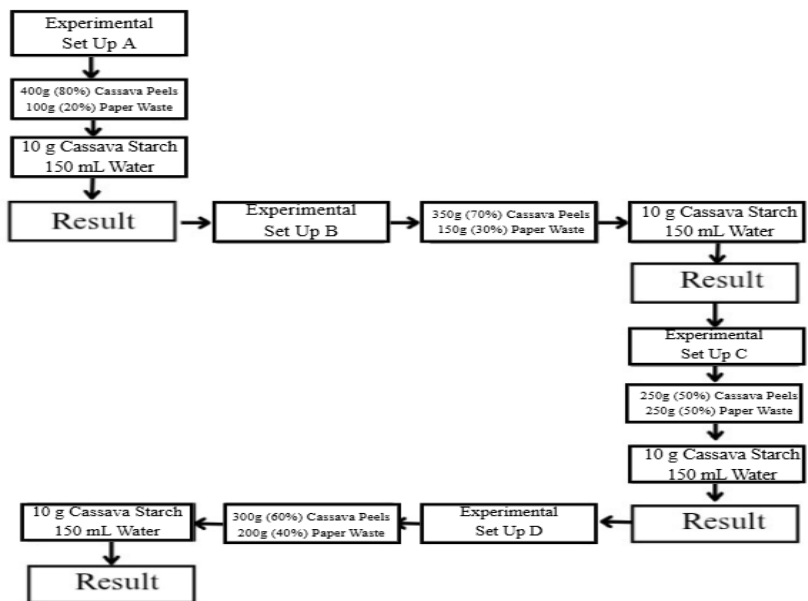 Experimental
Set Up A
400g (80%) Cassava Peels
100g (20%) Paper Waste
10 g Cassava Starch
150 mL Water
Result
Experimental
Set Up B
350g (70%) Cassava Peels
150g (30%) Paper Waste
10 g Cassava Starch
150 mL Water
Result
Experimental
Set Up C
250g (50%) Cassava Peels
250g (50%) Paper Waste
10 g Cassava Starch
150 mL Water
Result
Experimental
Set Up D
300g (60%) Cassava Peels
200g (40%) Paper Waste
10 g Cassava Starch
150 mL Water
Result